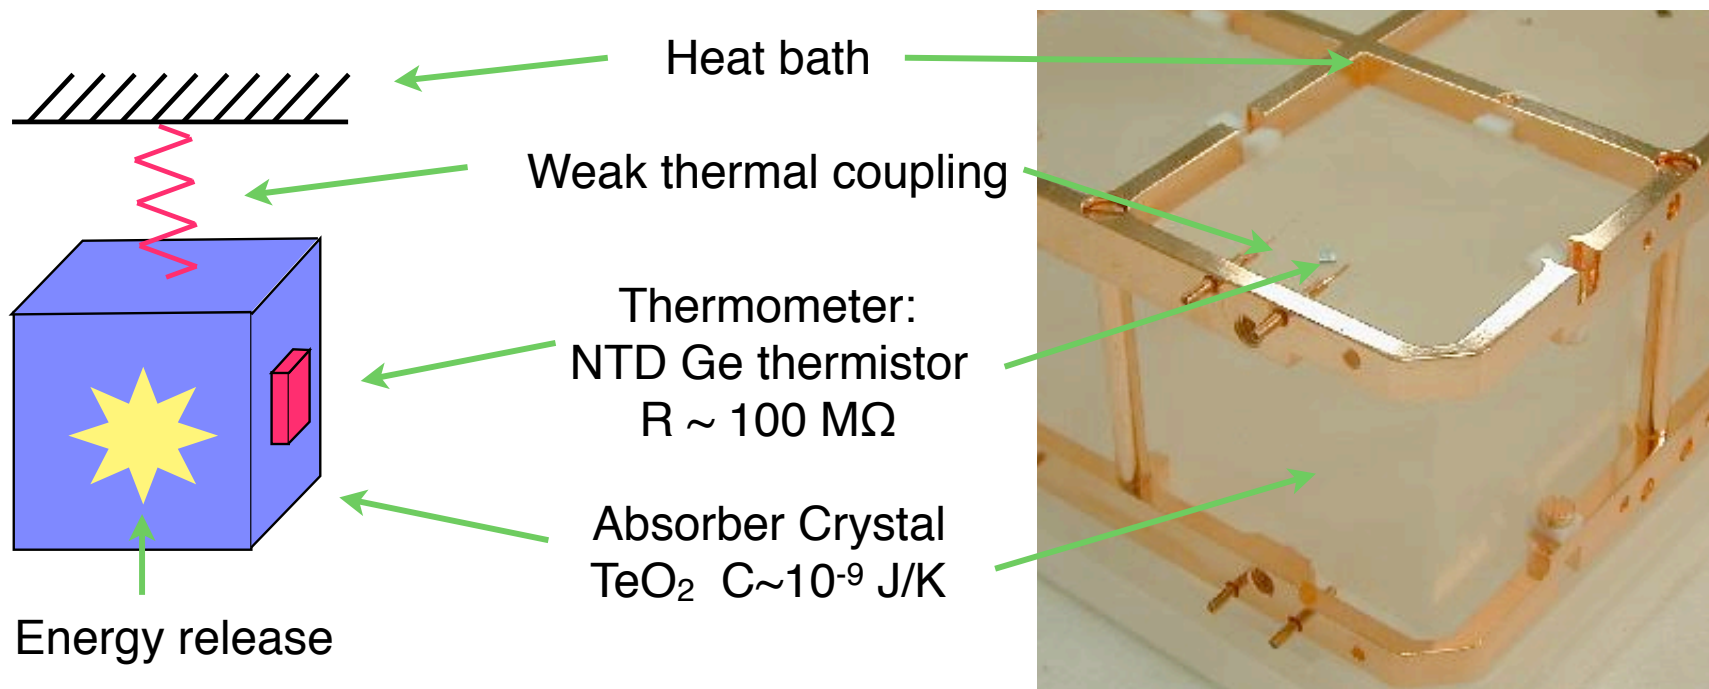 Heat bath
Weak thermal coupling
Thermometer:
NTD Ge thermistor
R ~ 100 MΩ
Absorber Crystal
TeO₂ C~10⁻⁹ J/K
Energy release